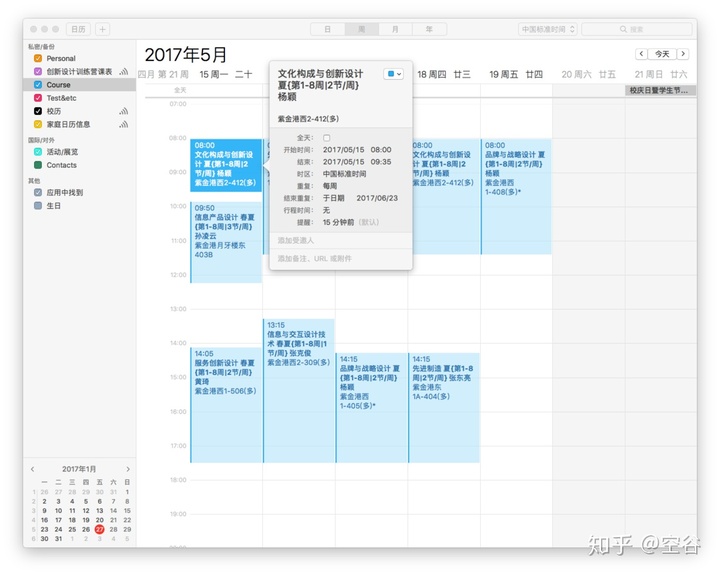 日历
+
日
周
月
年
中国标准时间
搜索
私密/备份
Personal
创新设计训练营课表
Course
Test&etc
校历
家庭日历信息
国际/对外
活动/展览
Contacts
其他
应用中找到
生日
2017年5月
今天
四月 第 21 周
15 周一 二十
18 周四 廿三
19 周五 廿四
20 周六 廿五
21 周日 廿六
全天
校庆日暨学生节...
07:00
09:00
09:00
11:00
12:00
13:00
15:00
16:00
17:00
18:00
19:00
08:00
文化构成与创新设
计 夏{第1-8周|2
节/周} 杨颖
紫金港西2-412(多)
09:50
信息产品设计 春夏
{第1-8周|3节/周}
孙凌云
紫金港月牙楼东
403B
14:05
服务创新设计 春夏
{第1-8周|2节/周}
黄琦
紫金港西1-506(多)
13:15
信息与交互设计技
术 春夏{第1-8周|1
节/周} 张克俊
紫金港西2-309(多)
14:15
品牌与战略设计 夏
{第1-8周|2节/周}
杨颖
紫金港西
1-405(多)*
08:00
文化构成与创新设
计 夏{第1-8周|2
节/周} 杨颖
紫金港西2-412(多)
14:15
先进制造 夏{第1-
8周|2节/周} 张东亮
紫金港东
1A-404(多)
08:00
品牌与战略设计 夏
{第1-8周|2节/周}
杨颖
紫金港西
1-408(多)*
文化构成与创新设计
夏{第1-8周|2节/周}
杨颖
紫金港西2-412(多)
全天:
开始时间: 2017/05/15 08:00
结束: 2017/05/15 09:35
时区: 中国标准时间
重复: 每周
结束重复: 于日期 2017/06/23
行程时间: 无
提醒: 15 分钟前 (默认)
添加受邀人
添加备注、URL 或附件
2017年1月
一 二 三 四 五 六 日
1 26 27 28 29 30 31 1
2 2 3 4 5 6 7 8
3 9 10 11 12 13 14 15
4 16 17 18 19 20 21 22
5 23 24 25 26 27 28 29
6 30 31 1 2 3 4 5
知乎 @空谷